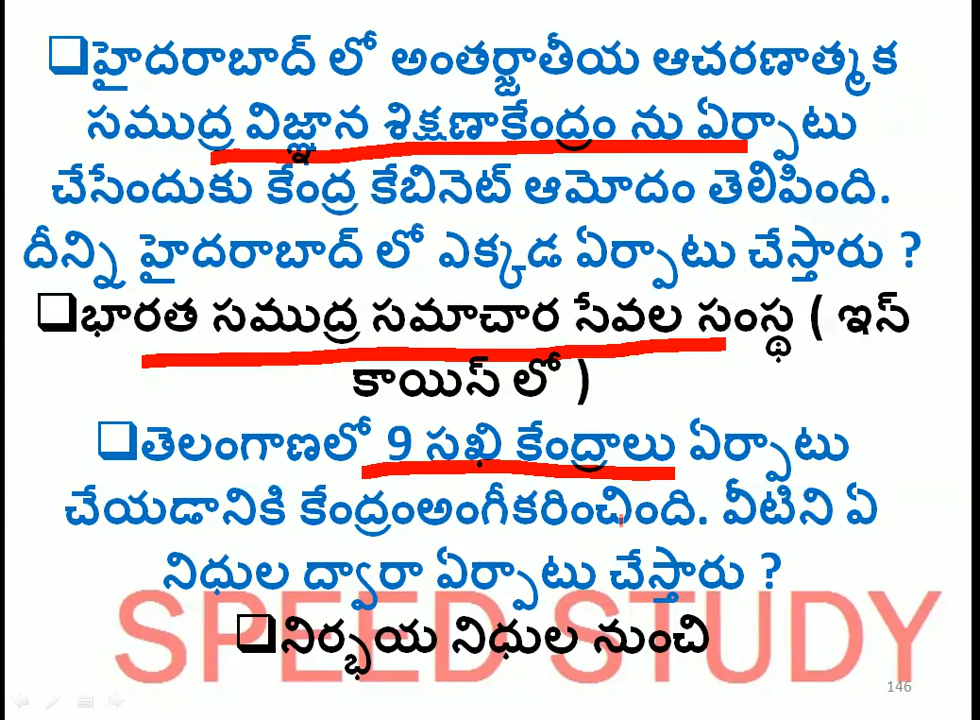 హైదరాబాద్ లో అంతర్జాతీయ ఆచరణాత్మక
సముద్ర విజ్ఞాన శిక్షణాకేంద్రం ను ఏర్పాటు
చేసేందుకు కేంద్ర కేబినెట్ ఆమోదం తెలిపింది.
దీన్ని హైదరాబాద్ లో ఎక్కడ ఏర్పాటు చేస్తారు ?
భారత సముద్ర సమాచార సేవల సంస్థ ( ఇన్
కాయిస్ లో )
తెలంగాణలో 9 సఖి కేంద్రాలు ఏర్పాటు
చేయడానికి కేంద్రంఅంగీకరించింది. వీటిని ఏ
నిధుల ద్వారా ఏర్పాటు చేస్తారు ?
నిర్భయ నిధుల నుంచి
SPEED STUDY
146